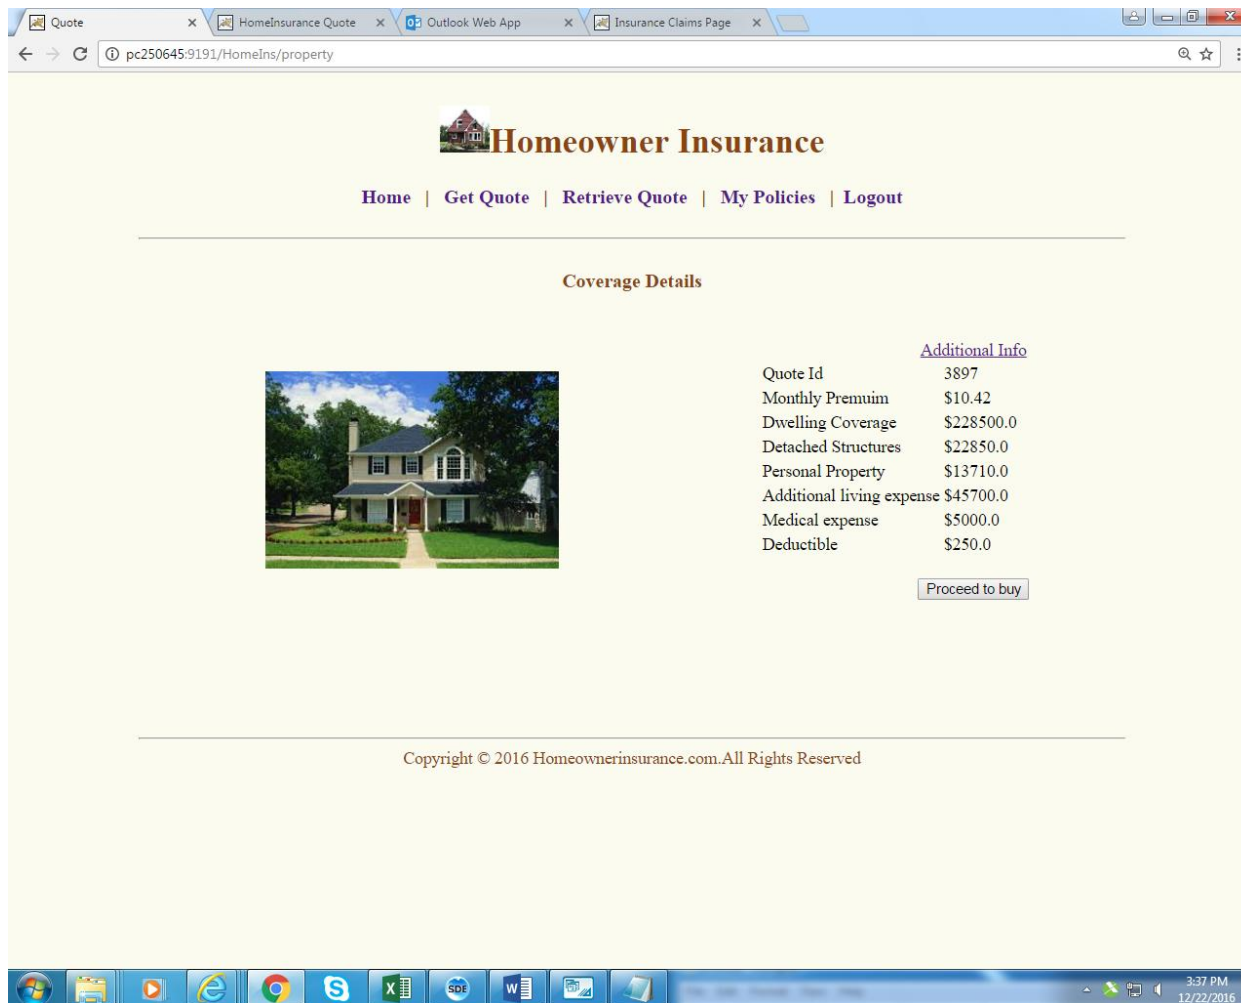 Quote
HomeInsurance Quote
Outlook Web App
Insurance Claims Page
pc250645:9191/HomeIns/property
Homeowner Insurance
Home | Get Quote | Retrieve Quote | My Policies | Logout
Coverage Details
Additional Info
Quote Id 3897
Monthly Premuim $10.42
Dwelling Coverage $228500.0
Detached Structures $22850.0
Personal Property $13710.0
Additional living expense $45700.0
Medical expense $5000.0
Deductible $250.0
Proceed to buy
Copyright © 2016 Homeownerinsurance.com.All Rights Reserved
SDE
3:37 PM
12/22/2016